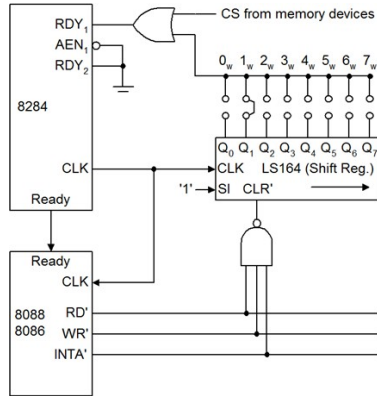 CS from memory devices
RDY₁
AEN₁
RDY₂
0w 1w 2w 3w 4w 5w 6w 7w
8284
Q₀ Q₁ Q₂ Q₃ Q₄ Q₅ Q₆ Q₇
CLK
CLK LS164 (Shift Reg.)
'1' SI CLR'
Ready
Ready
CLK
8088
8086
RD'
WR'
INTA'